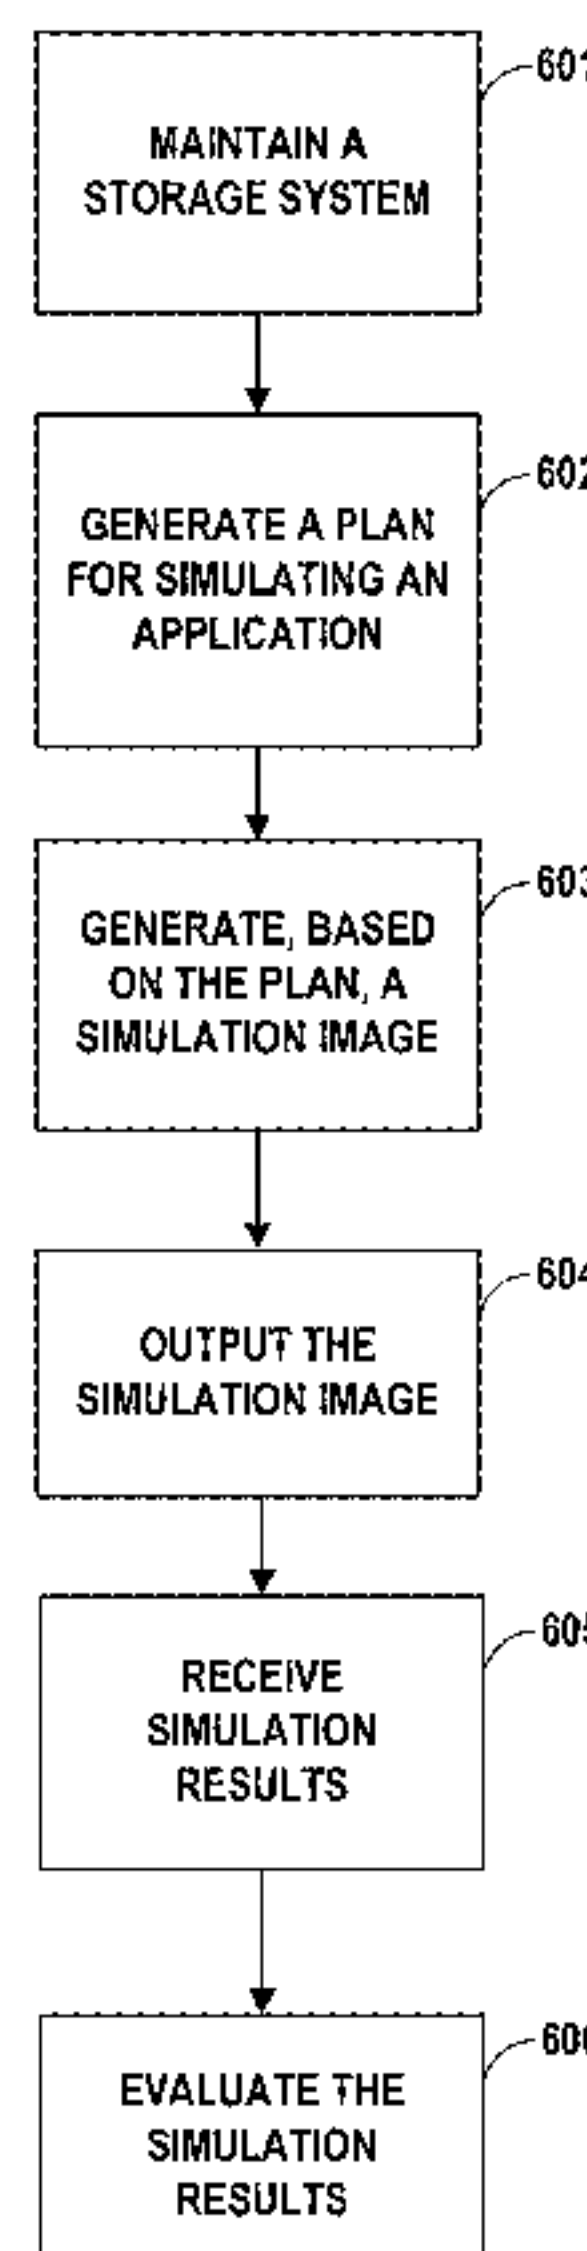 601
MAINTAIN A
STORAGE SYSTEM
602
GENERATE A PLAN
FOR SIMULATING AN
APPLICATION
603
GENERATE, BASED
ON THE PLAN, A
SIMULATION IMAGE
604
OUTPUT THE
SIMULATION IMAGE
605
RECEIVE
SIMULATION
RESULTS
606
EVALUATE THE
SIMULATION
RESULTS